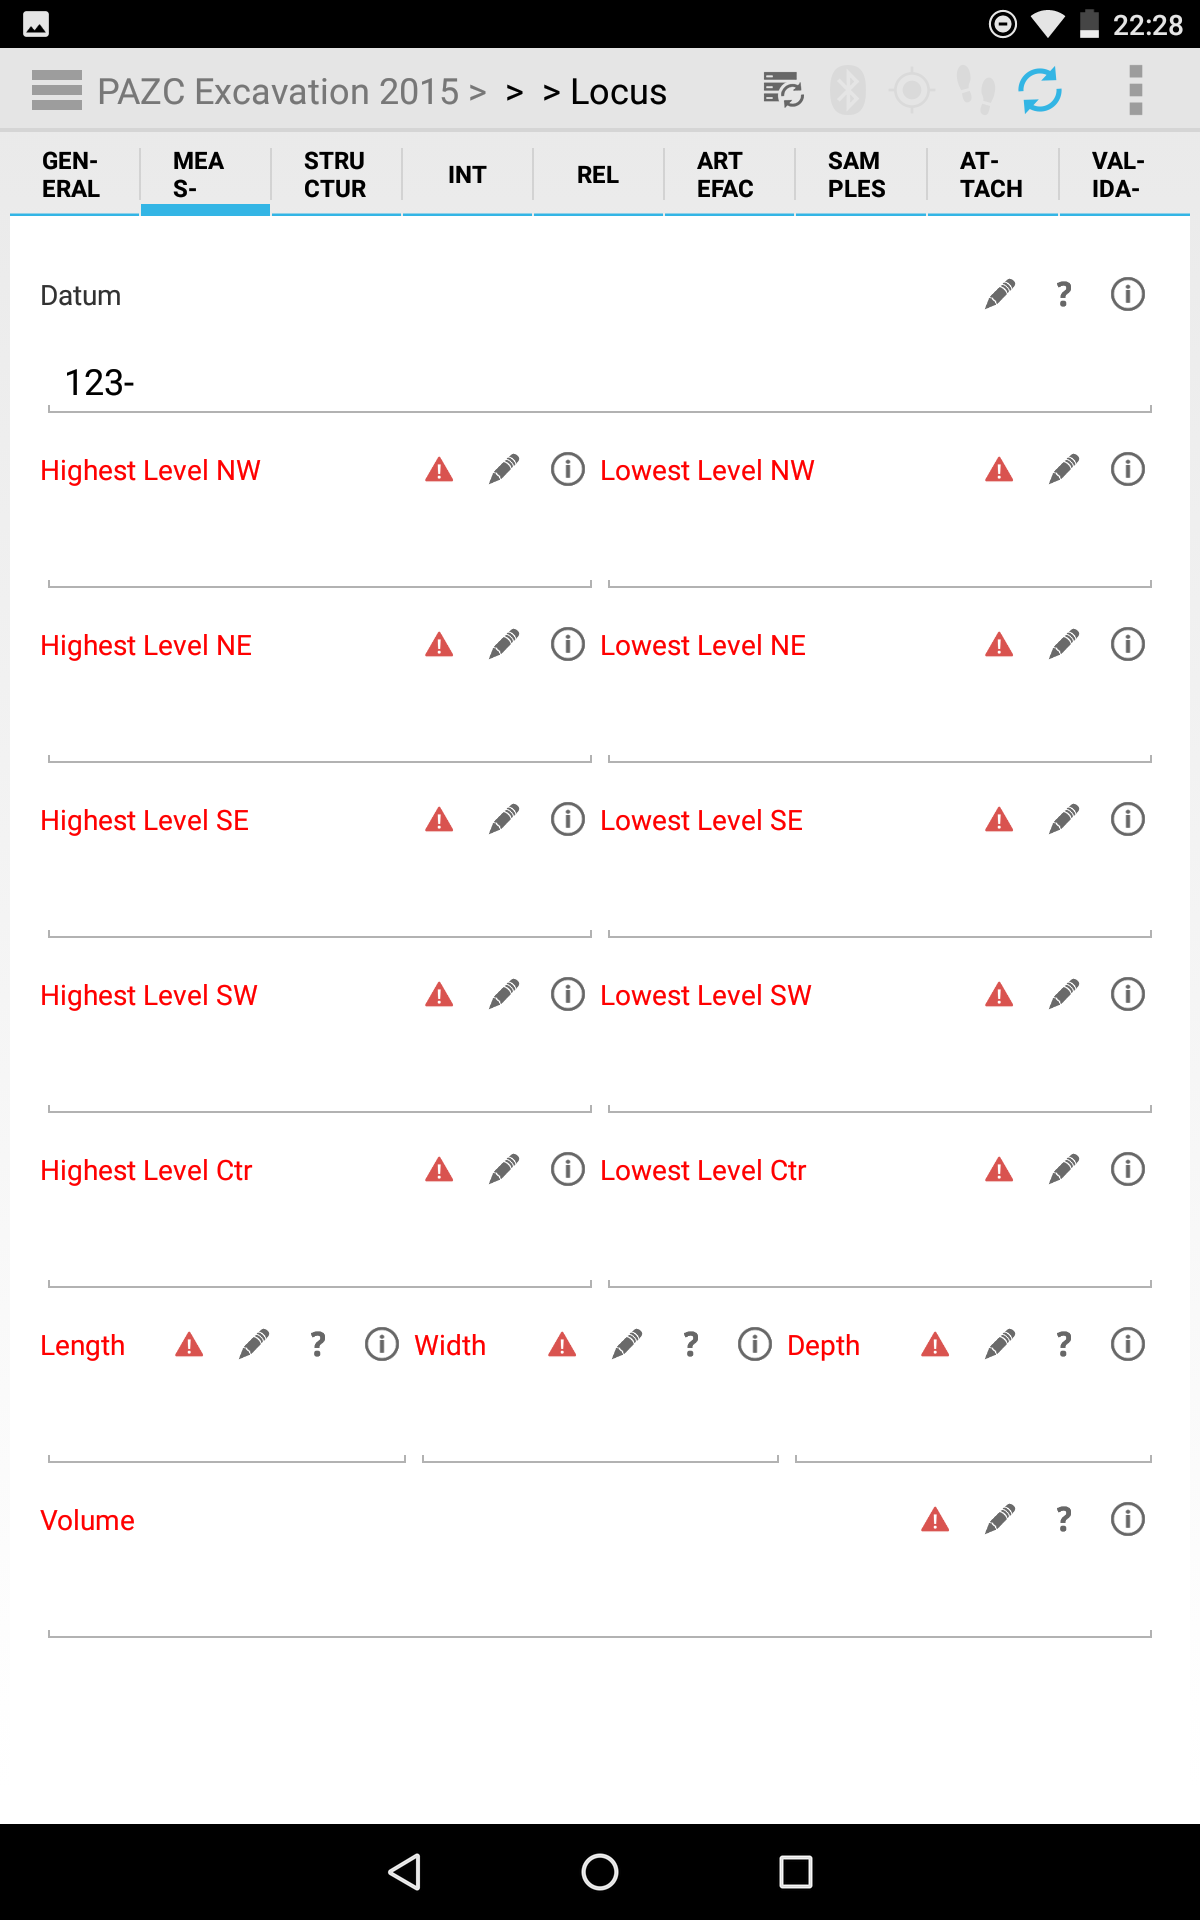 22:28
PAZC Excavation 2015 > > > Locus
GEN-
ERAL
MEA
S-
STRU
CTUR
INT
REL
ART
EFAC
SAM
PLES
AT-
TACH
VAL-
IDA-
Datum ?
123-
Highest Level NW Lowest Level NW
Highest Level NE Lowest Level NE
Highest Level SE Lowest Level SE
Highest Level SW Lowest Level SW
Highest Level Ctr Lowest Level Ctr
Length ? Width ? Depth ?
Volume ?